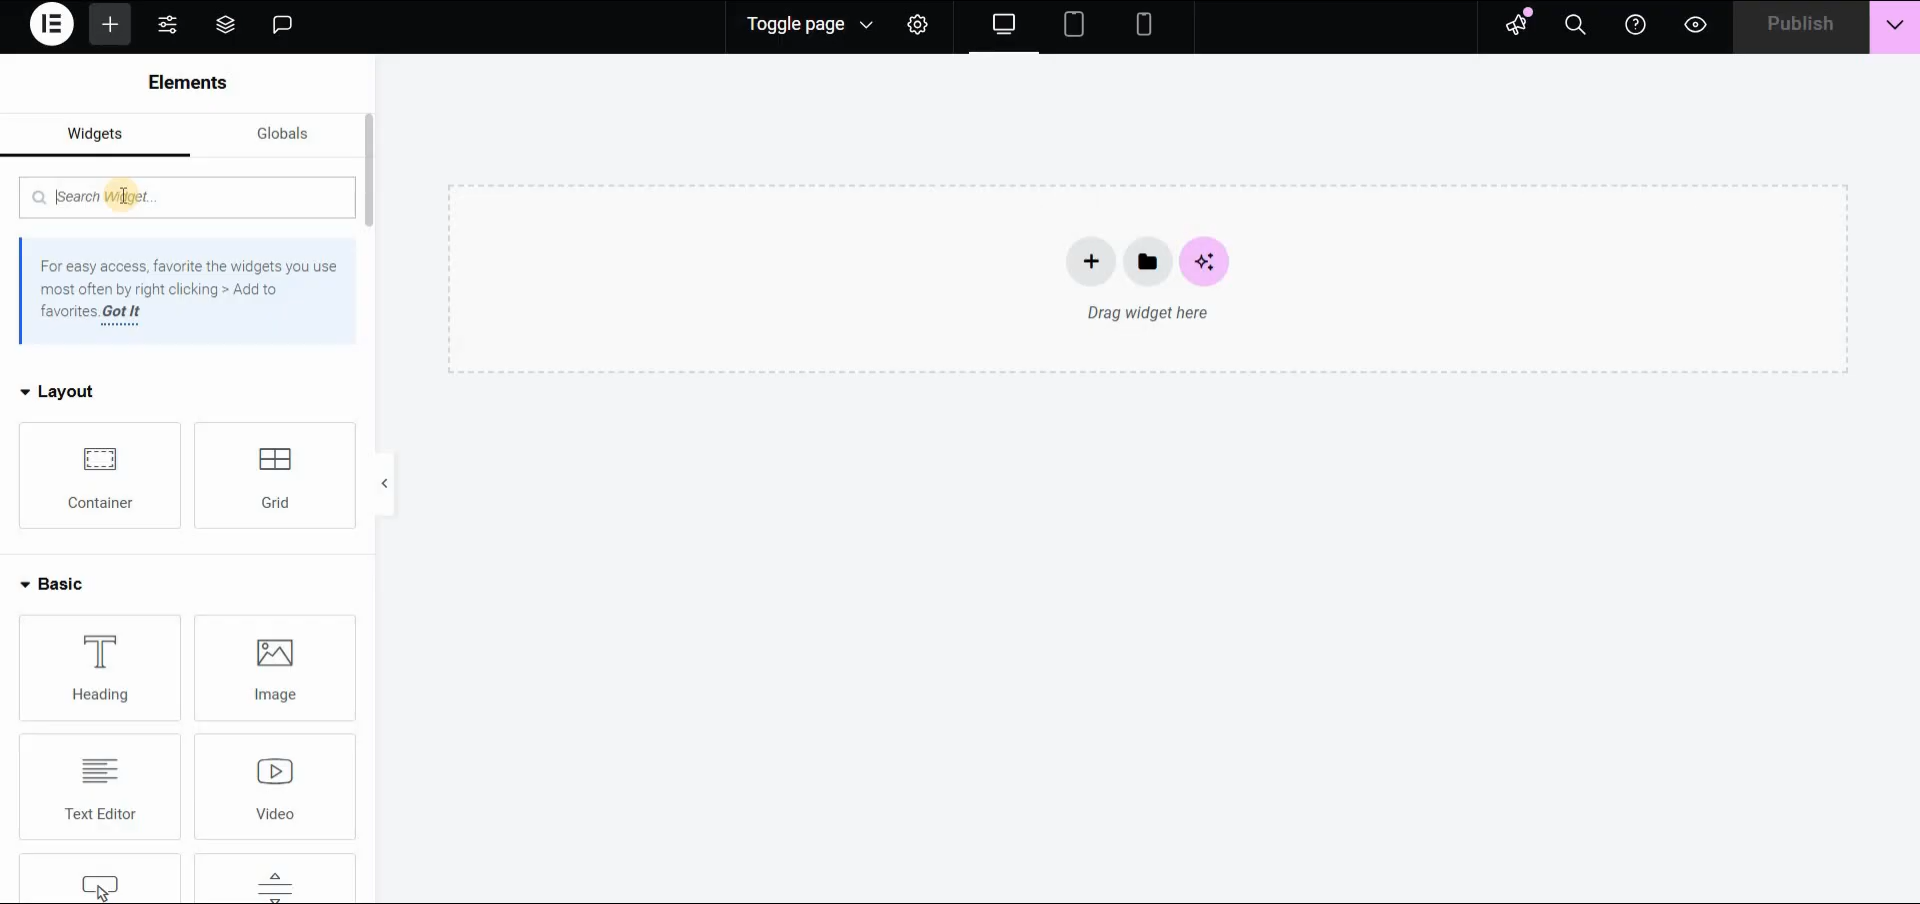 Toggle page
Publish
Elements
Widgets
Globals
Search Widget...
For easy access, favorite the widgets you use
most often by right clicking > Add to
favorites. Got It
Drag widget here
Layout
Container
Grid
Basic
Heading
Image
Text Editor
Video